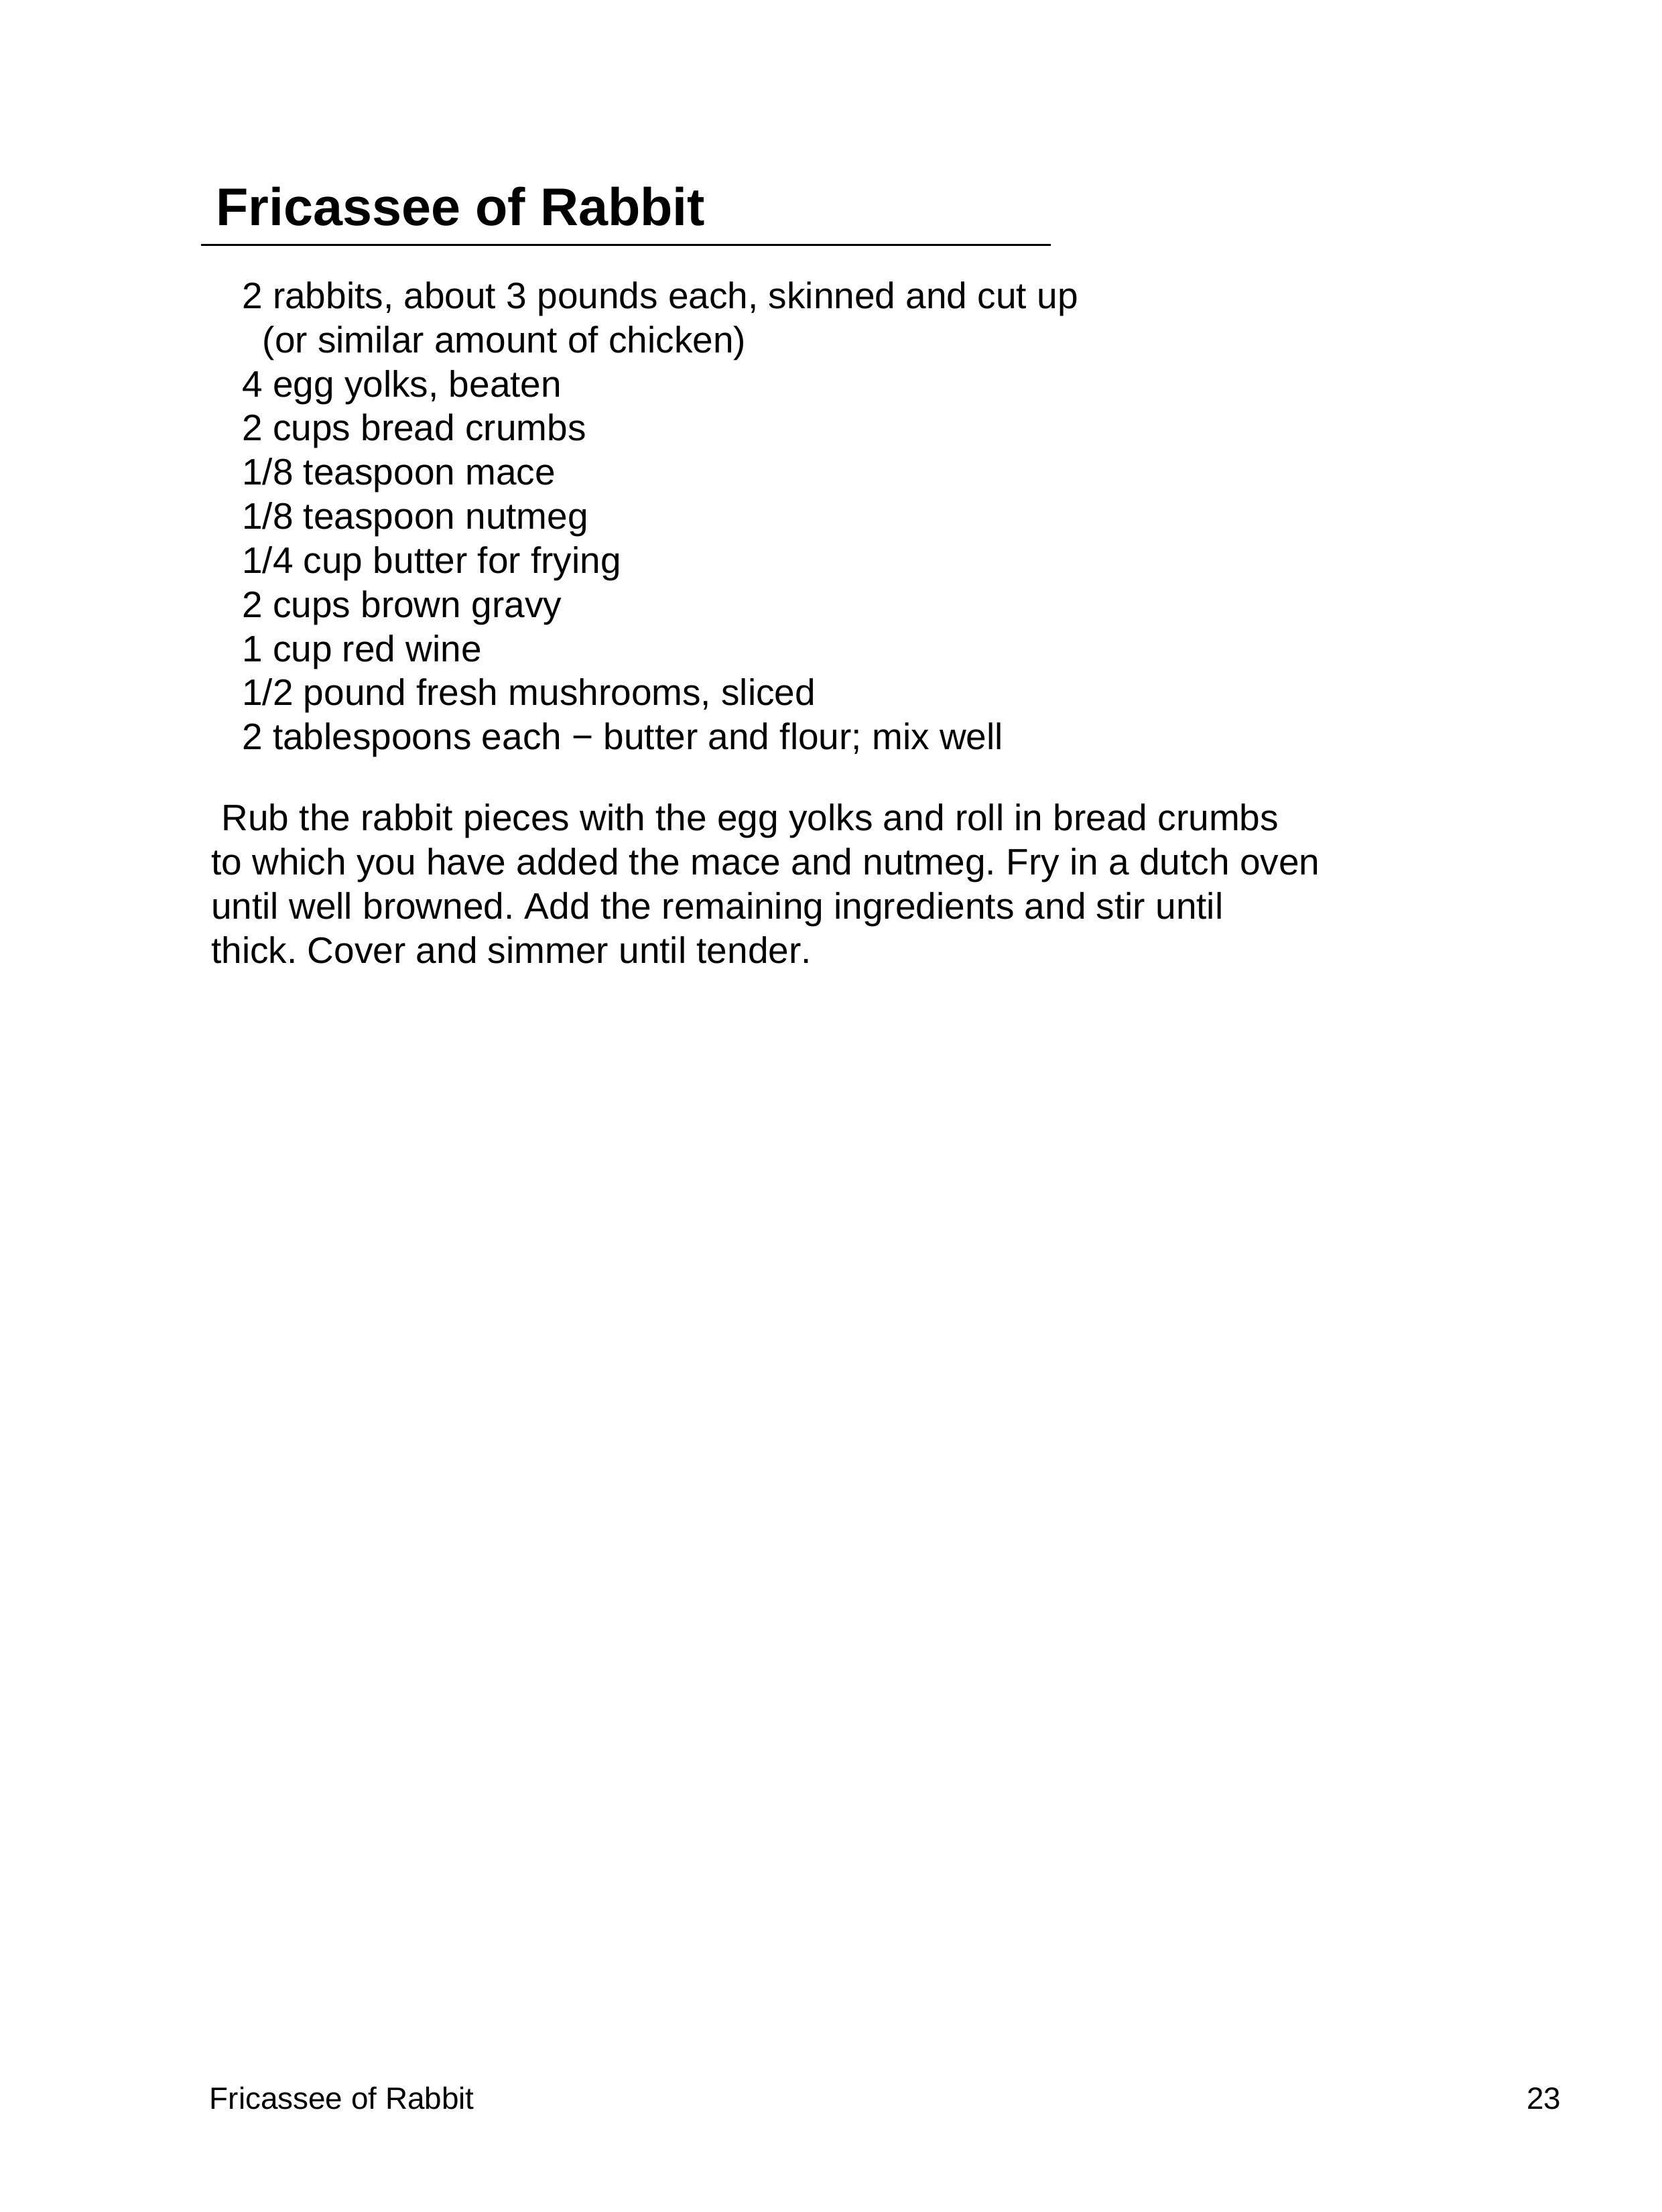 Fricassee of Rabbit
2 rabbits, about 3 pounds each, skinned and cut up
(or similar amount of chicken)
4 egg yolks, beaten
2 cups bread crumbs
1/8 teaspoon mace
1/8 teaspoon nutmeg
1/4 cup butter for frying
2 cups brown gravy
1 cup red wine
1/2 pound fresh mushrooms, sliced
2 tablespoons each − butter and flour; mix well
Rub the rabbit pieces with the egg yolks and roll in bread crumbs
to which you have added the mace and nutmeg. Fry in a dutch oven
until well browned. Add the remaining ingredients and stir until
thick. Cover and simmer until tender.
Fricassee of Rabbit 23